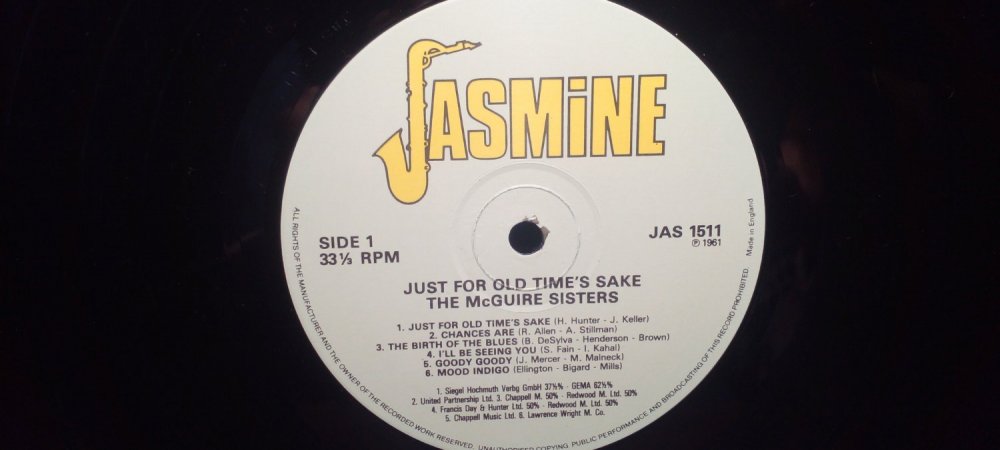 JASMiNE
SIDE 1
33⅓ RPM
JAS 1511
℗ 1961
JUST FOR OLD TIME'S SAKE
THE McGUIRE SISTERS
1. JUST FOR OLD TIME'S SAKE (H. Hunter - J. Keller)
2. CHANCES ARE (R. Allen - A. Stillman)
3. THE BIRTH OF THE BLUES (B. DeSylva - Henderson - Brown)
4. I'LL BE SEEING YOU (S. Fain - I. Kahal)
5. GOODY GOODY (J. Mercer - M. Malneck)
6. MOOD INDIGO (Ellington - Bigard - Mills)
1. Siegel Hochmuth Verbg GmbH 37½% - GEMA 62½%
2. United Partnership Ltd. 3. Chappell M. 50% - Redwood M. Ltd. 50%
4. Francis Day & Hunter Ltd. 50% - Redwood M. Ltd. 50%
5. Chappell Music Ltd. 6. Lawrence Wright M. Co.
ALL RIGHTS OF THE MANUFACTURER AND THE OWNER OF THE RECORDED WORK RESERVED. UNAUTHORISED COPYING, PUBLIC PERFORMANCE AND BROADCASTING OF THIS RECORD PROHIBITED. Made in England